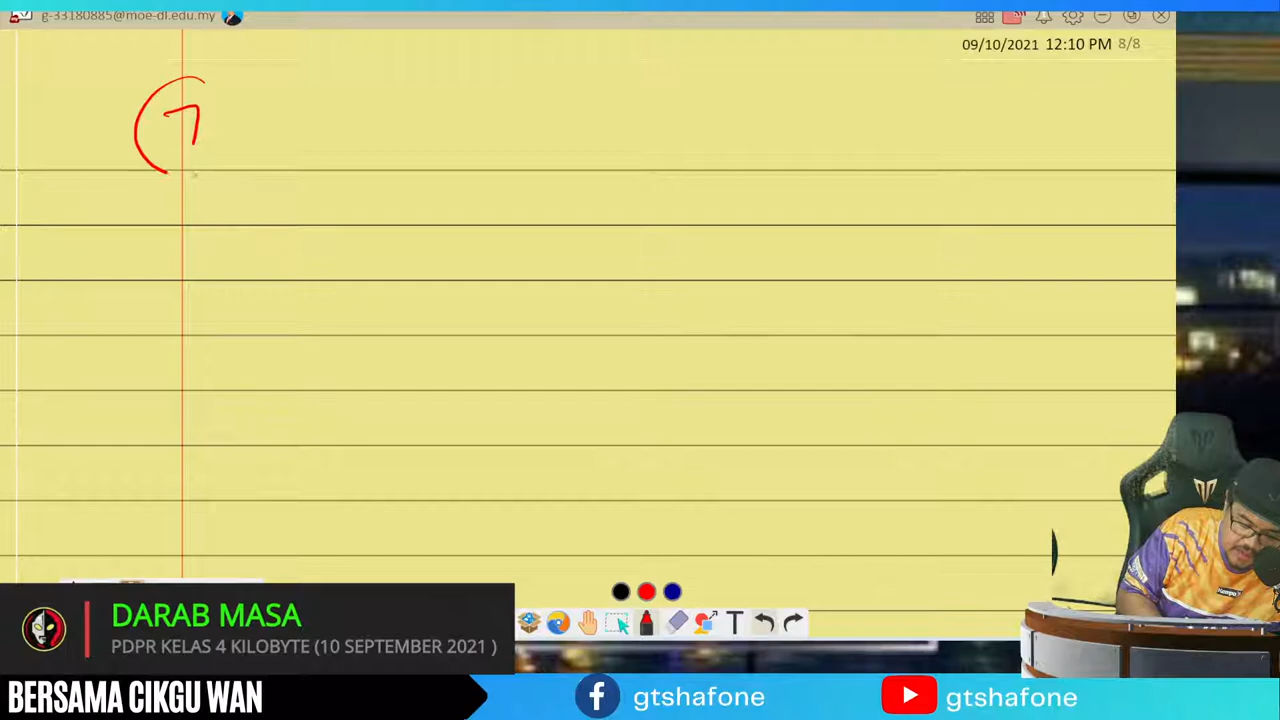 g-33180885@moe-dl.edu.my
09/10/2021 12:10 PM 8/8
(7
DARAB MASA
PDPR KELAS 4 KILOBYTE (10 SEPTEMBER 2021 )
T
BERSAMA CIKGU WAN
gtshafone
gtshafone